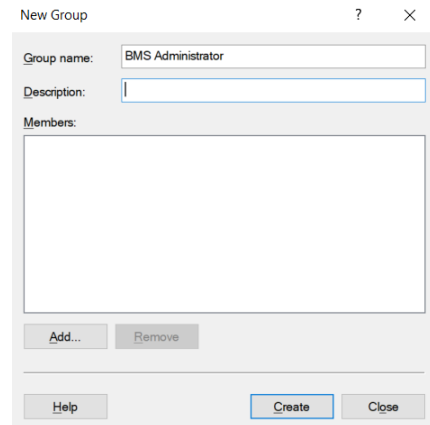 New Group ? ×
Group name: BMS Administrator
Description:
Members:
Add... Remove
Help Create Close